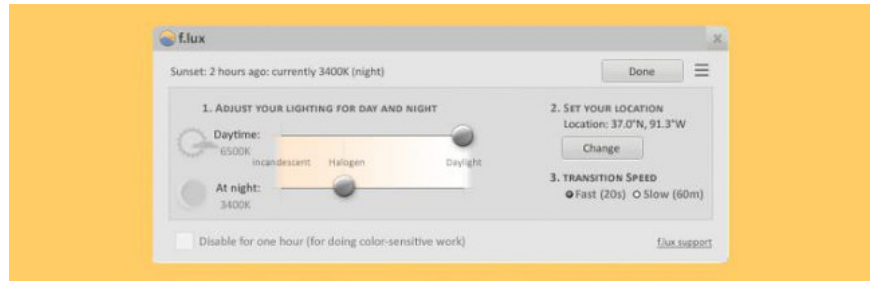 f.lux
Sunset: 2 hours ago: currently 3400K (night)
Done
1. ADJUST YOUR LIGHTING FOR DAY AND NIGHT
Daytime:
6500K
Incandescent Halogen Daylight
At night:
3400K
2. SET YOUR LOCATION
Location: 37.0°N, 91.3°W
Change
3. TRANSITION SPEED
Fast (20s) Slow (60m)
Disable for one hour (for doing color-sensitive work)
f.lux support